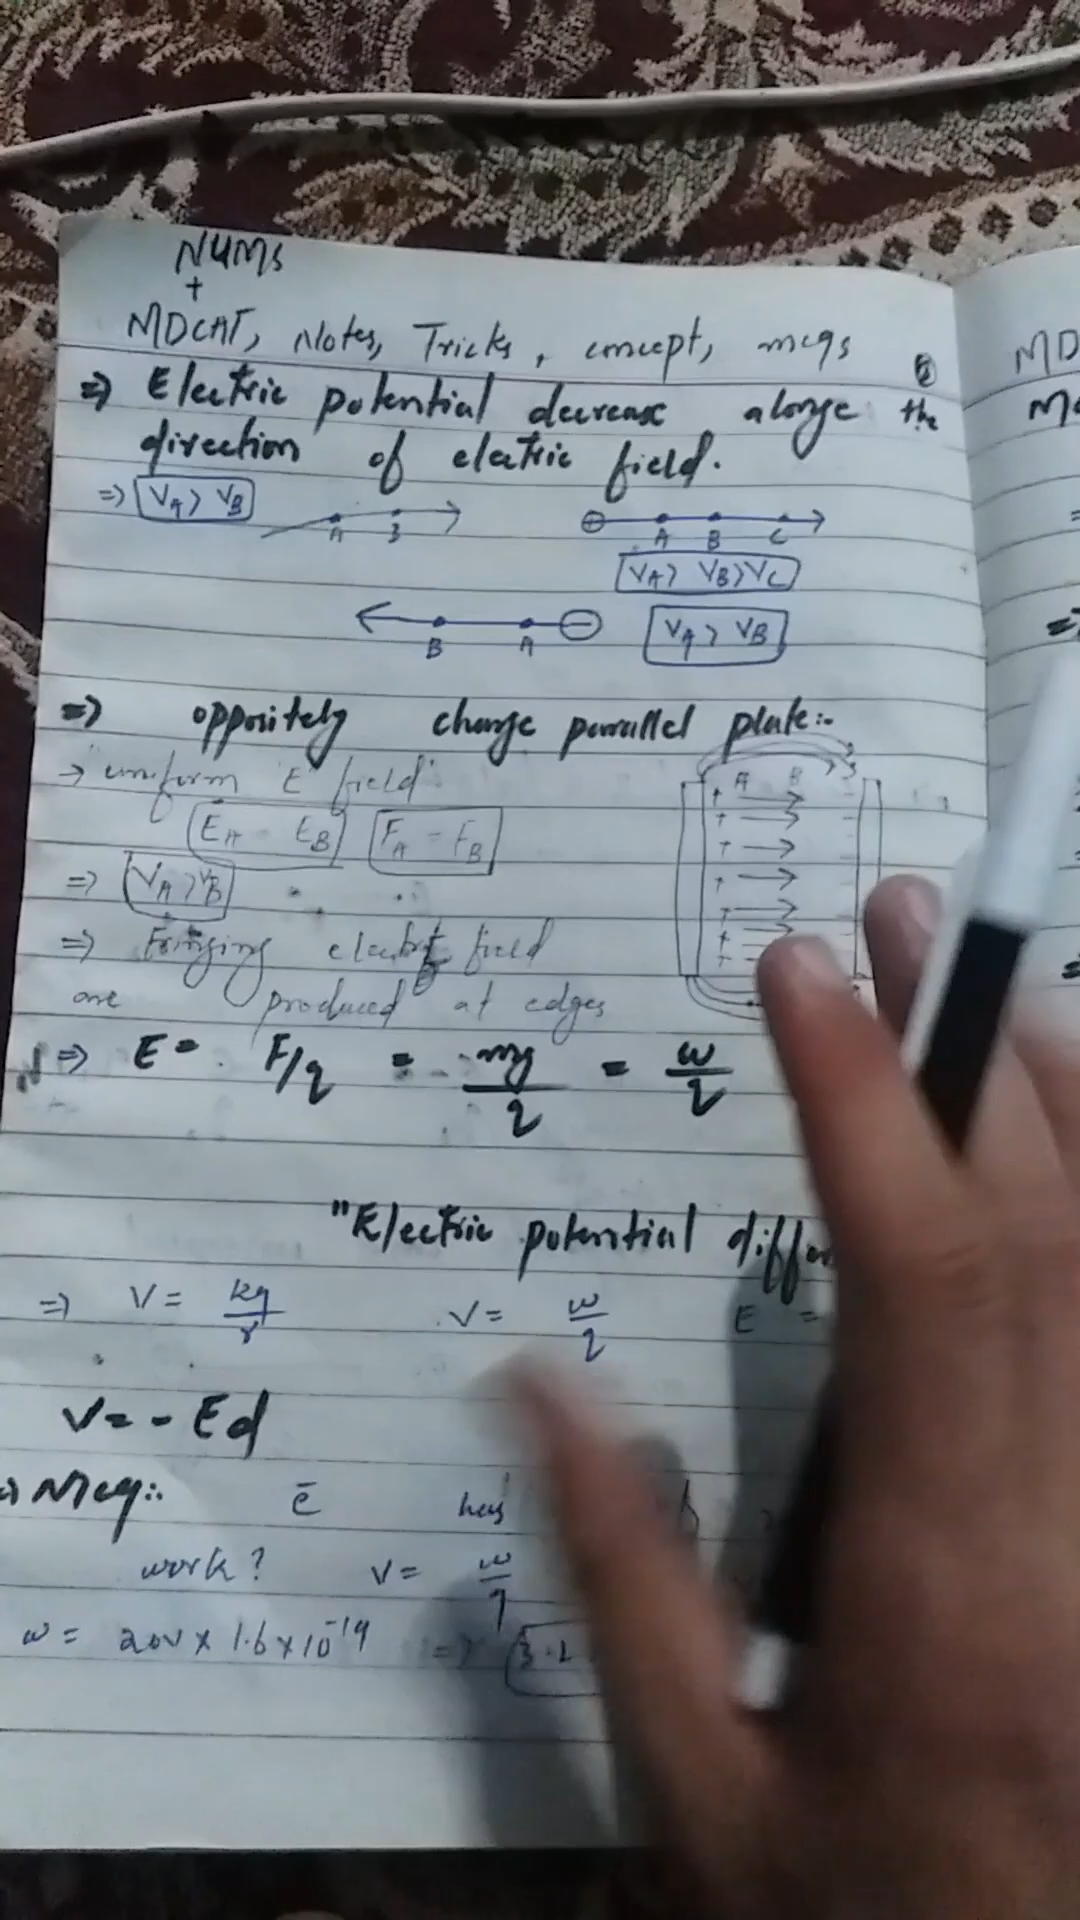 NUMS
+
MDCAT, Notes, Tricks, concept, mcqs
⇒ Electric potential decrease alonge the
direction of electric field.
⇒ VA > VB A B ⊕ A B C
VA > VB > VC
B A ⊖ VA > VB
⇒ oppositely charge parallel plate:-
→ uniform E field
EA = EB FA = FB A B
⇒ VA > VB
⇒ Fringing electric field
are produced at edges
⇒ E = F/q = mg/q = w/q
"Electric potential
⇒ V = kq/r V = w/q E =
V = - Ed
⇒ Mcq:. ē has
work? V = w/q
w = 20V × 1.6 × 10⁻¹⁹ ⇒ 3.2
MD